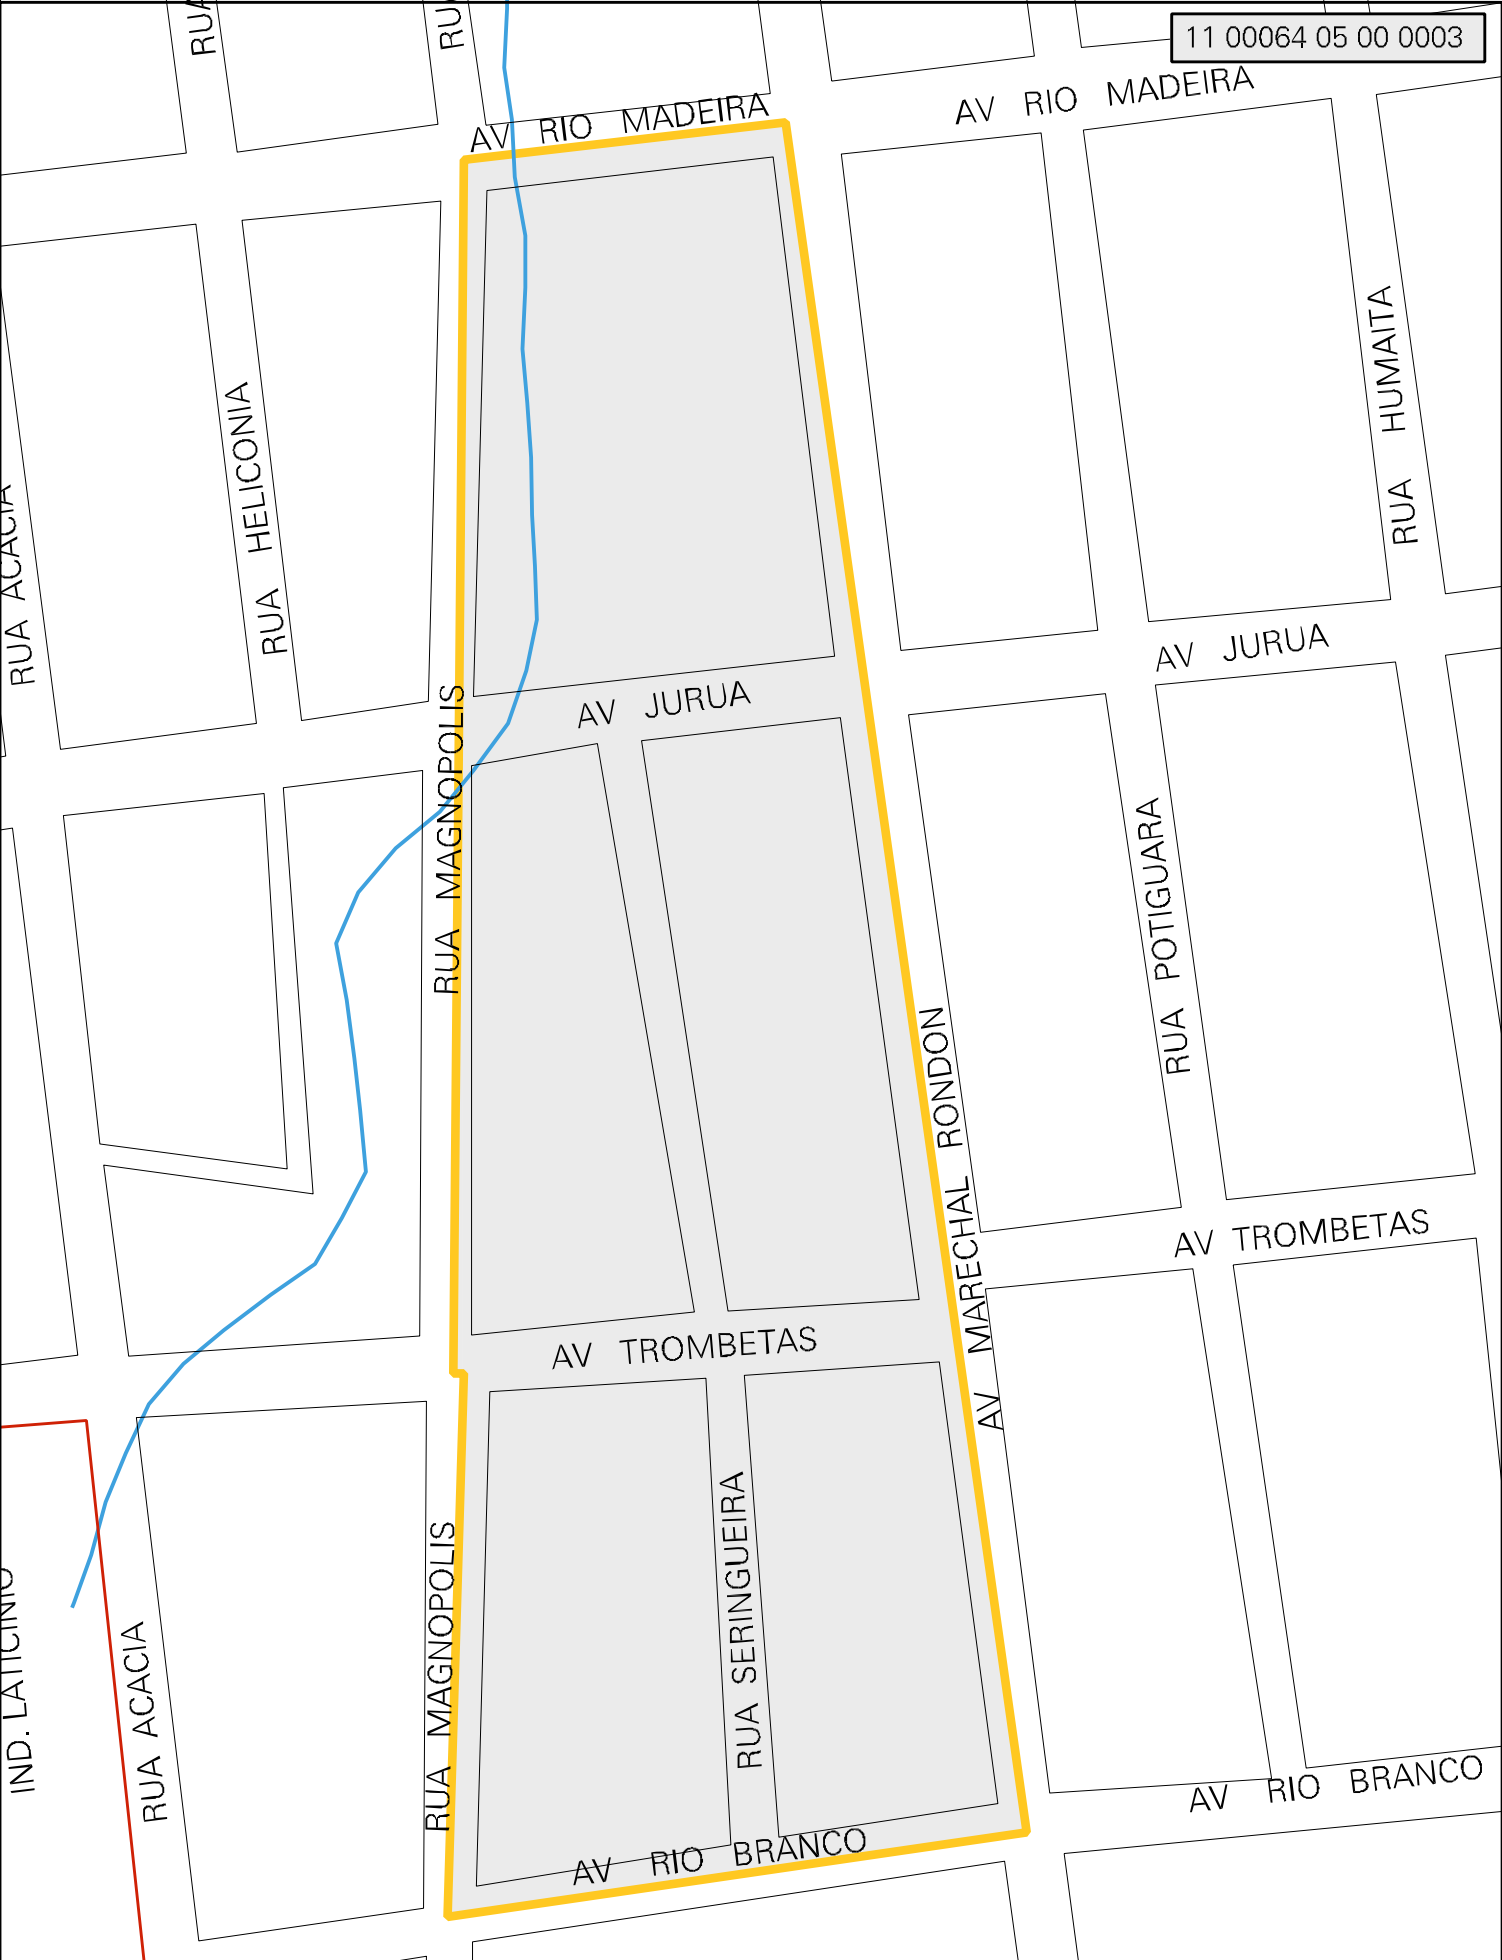 RUA
RU
11 00064 05 00 0003
AV RIO MADEIRA
AV RIO MADEIRA
RUA HUMAITA
RUA HELICONIA
RUA ACACIA
AV JURUA
AV JURUA
RUA MAGNOPOLIS
RUA POTIGUARA
AV MARECHAL RONDON
AV TROMBETAS
AV TROMBETAS
RUA SERINGUEIRA
RUA MAGNOPOLIS
RUA ACACIA
IND. LATICINIO
AV RIO BRANCO
AV RIO BRANCO